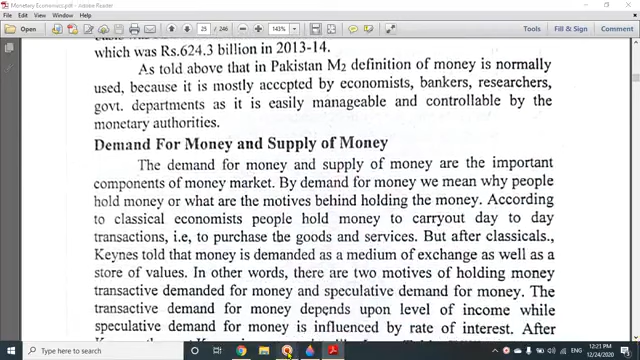 Monetary Economics.pdf - Adobe Reader
File Edit View Window Help
Open 25 / 246 143% Fill & Sign Comment
which was Rs.624.3 billion in 2013-14.
As told above that in Pakistan M2 definition of money is normally
used, because it is mostly acccpted by economists, bankers, researchers,
govt. departments as it is easily manageable and controllable by the
monetary authorities.
Demand For Money and Supply of Money
The demand for money and supply of money are the important
components of money market. By demand for money we mean why people
hold money or what are the motives behind holding the money. According
to classical economists people hold money to carryout day to day
transactions, i.e, to purchase the goods and services. But after classicals.,
Keynes told that money is demanded as a medium of exchange as well as a
store of values. In other words, there are two motives of holding money
transactive demanded for money and speculative demand for money. The
transactive demand for money depends upon level of income while
speculative demand for money is influenced by rate of interest. After
Type here to search
12:21 PM
12/24/2020